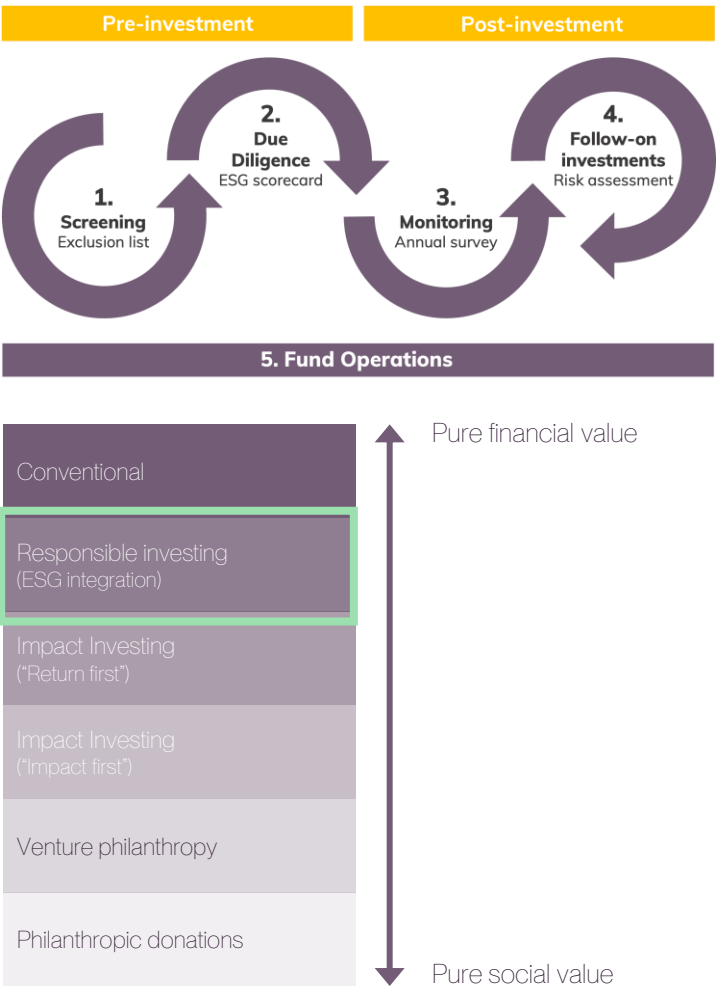 Pre-investment
Post-investment
1.
Screening
Exclusion list
2.
Due
Diligence
ESG scorecard
3.
Monitoring
Annual survey
4.
Follow-on
investments
Risk assessment
5. Fund Operations
Pure financial value
Conventional
Responsible investing
(ESG integration)
Impact Investing
(“Return first”)
Impact Investing
(“Impact first”)
Venture philanthropy
Philanthropic donations
Pure social value